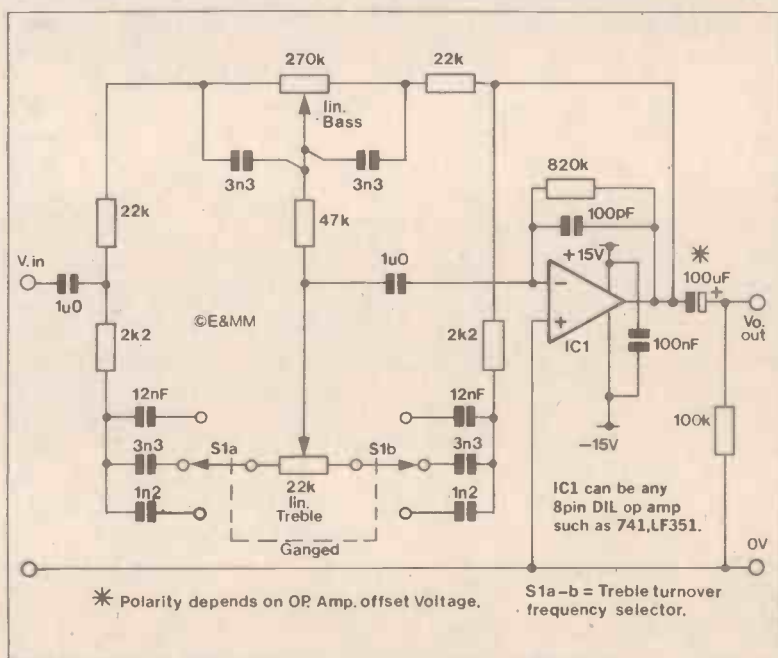 270k
22k
lin.
Bass
3n3
3n3
820k
22k
47k
100pF
+15V
✳
V.in
1u0
100uF
+
1u0
©E&MM
−
+
IC1
Vo.
out
2k2
2k2
100nF
12nF
12nF
−15V
100k
3n3
S1a
S1b
3n3
22k
1n2
lin.
1n2
Treble
IC1 can be any
8pin DIL op amp
such as 741,LF351.
Ganged
0V
✳ Polarity depends on OP. Amp. offset Voltage.
S1a-b = Treble turnover
frequency selector.